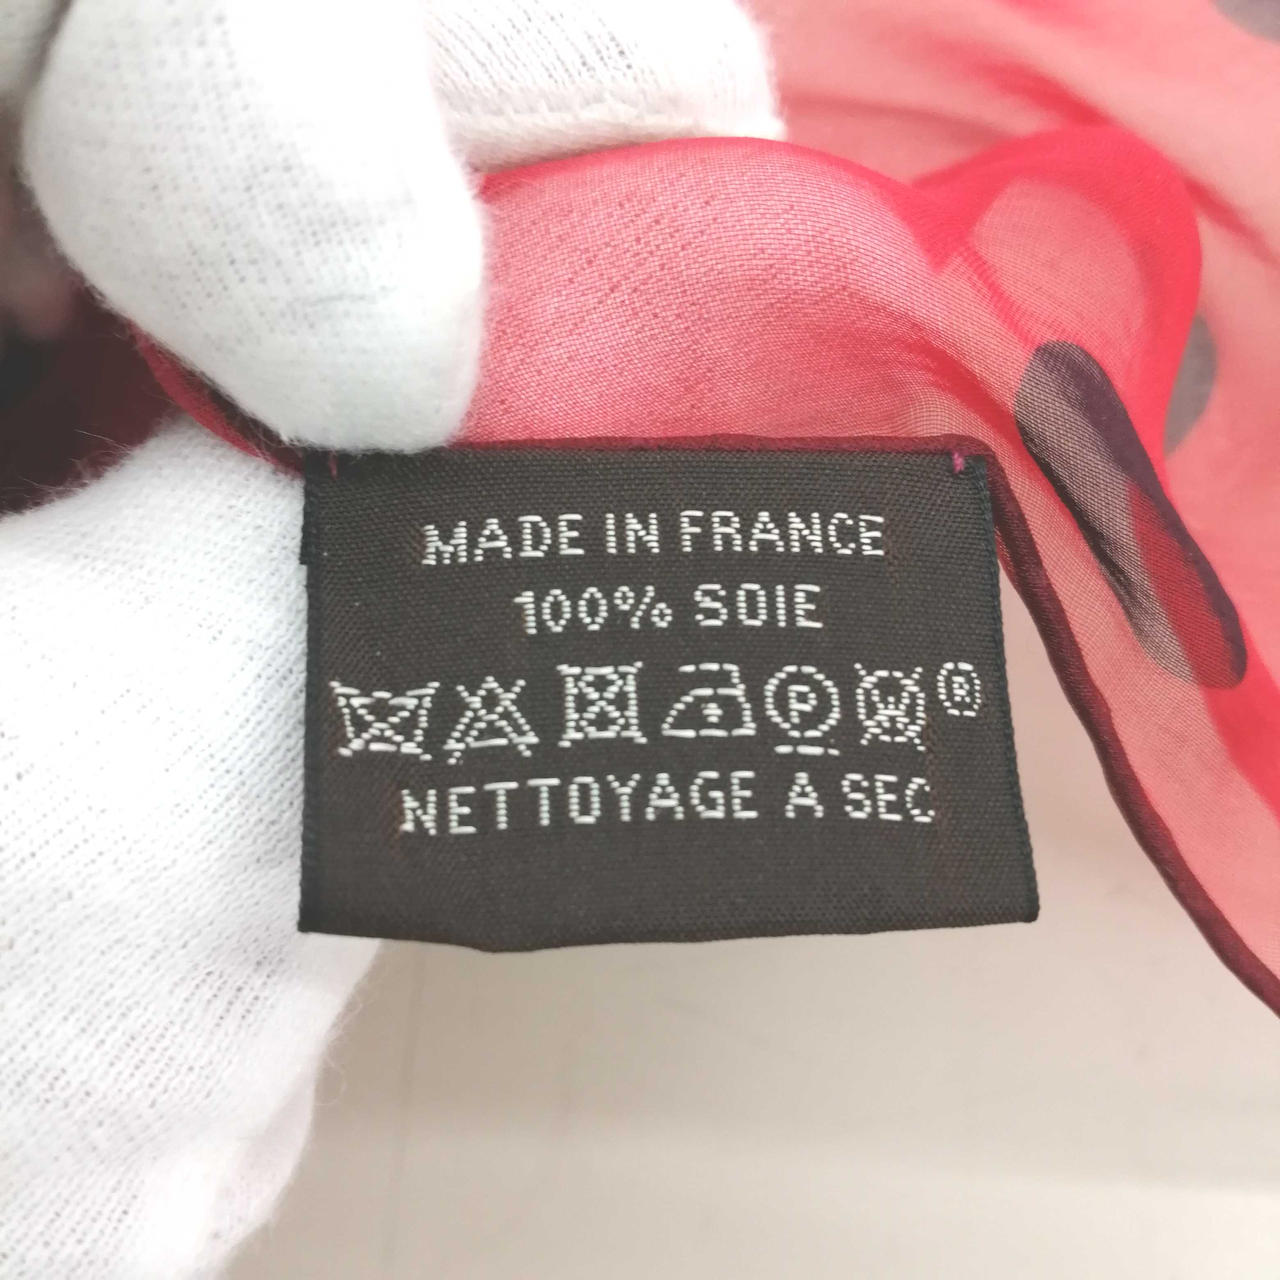 MADE IN FRANCE
100% SOIE
P W ®
NETTOYAGE A SEC